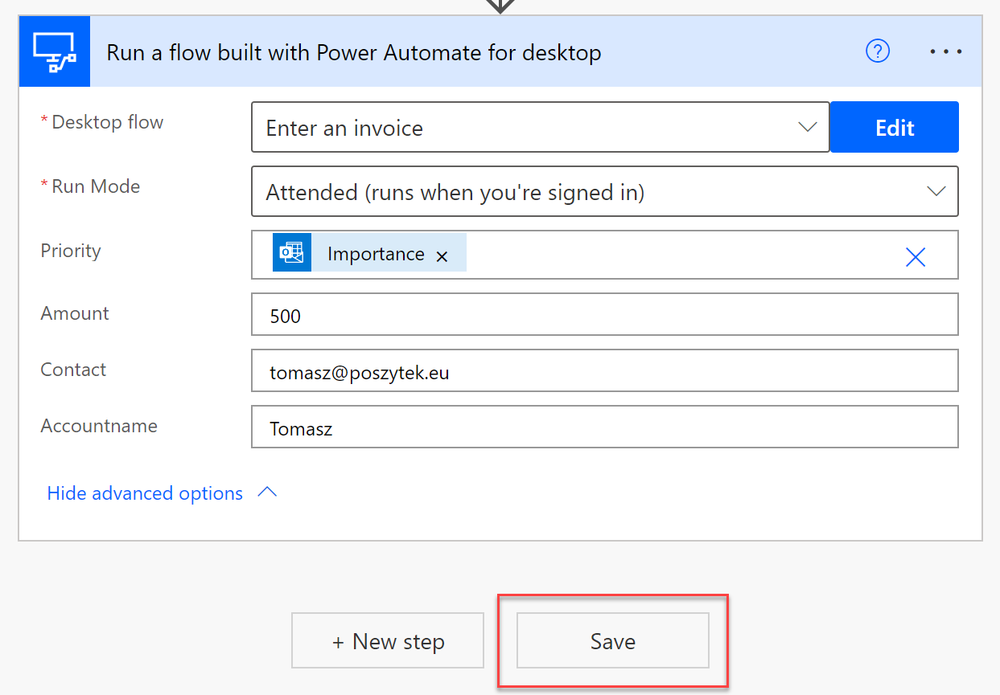 Run a flow built with Power Automate for desktop
?
* Desktop flow
Enter an invoice
Edit
* Run Mode
Attended (runs when you're signed in)
Priority
Importance
Amount
500
Contact
tomasz@poszytek.eu
Accountname
Tomasz
Hide advanced options
+ New step
Save